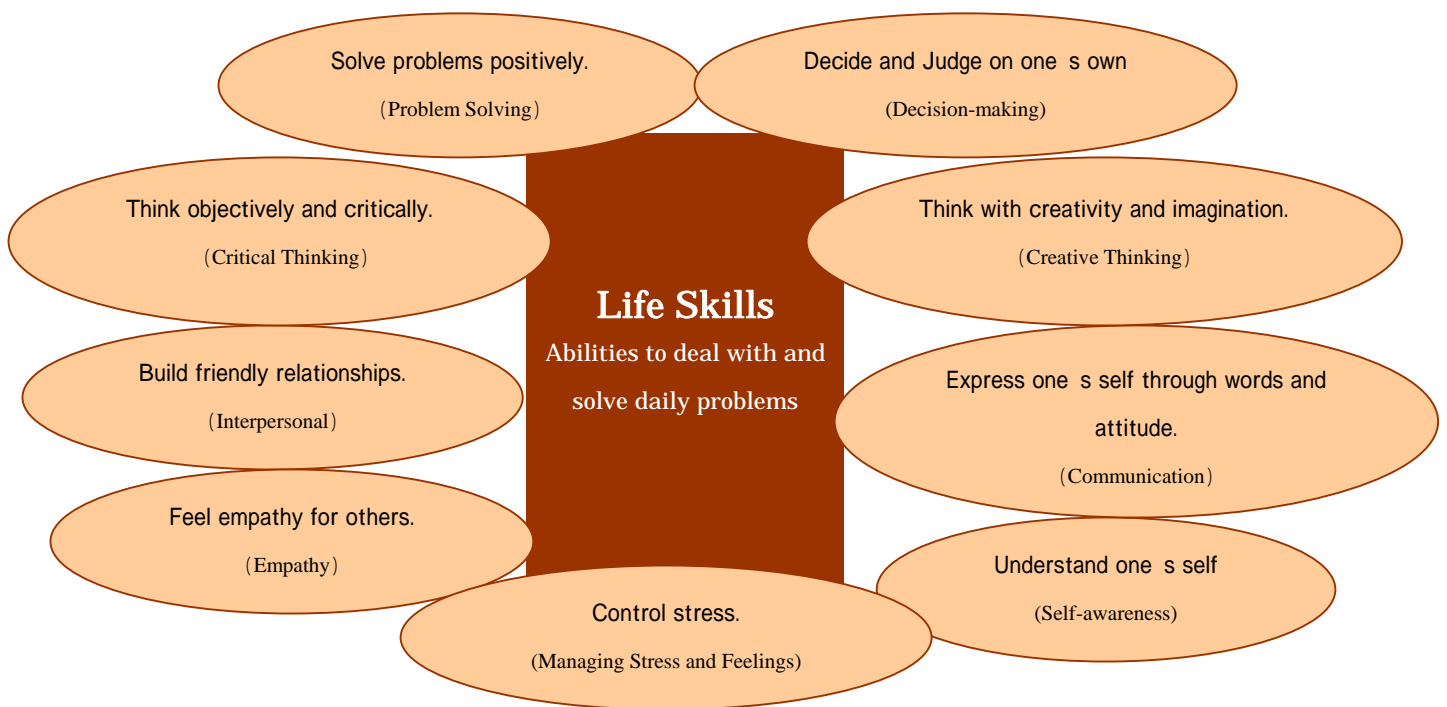 Solve problems positively.
(Problem Solving)
Decide and Judge on one s own
(Decision-making)
Think objectively and critically.
(Critical Thinking)
Think with creativity and imagination.
(Creative Thinking)
Life Skills
Abilities to deal with and
solve daily problems
Build friendly relationships.
(Interpersonal)
Express one s self through words and
attitude.
(Communication)
Feel empathy for others.
(Empathy)
Understand one s self
(Self-awareness)
Control stress.
(Managing Stress and Feelings)